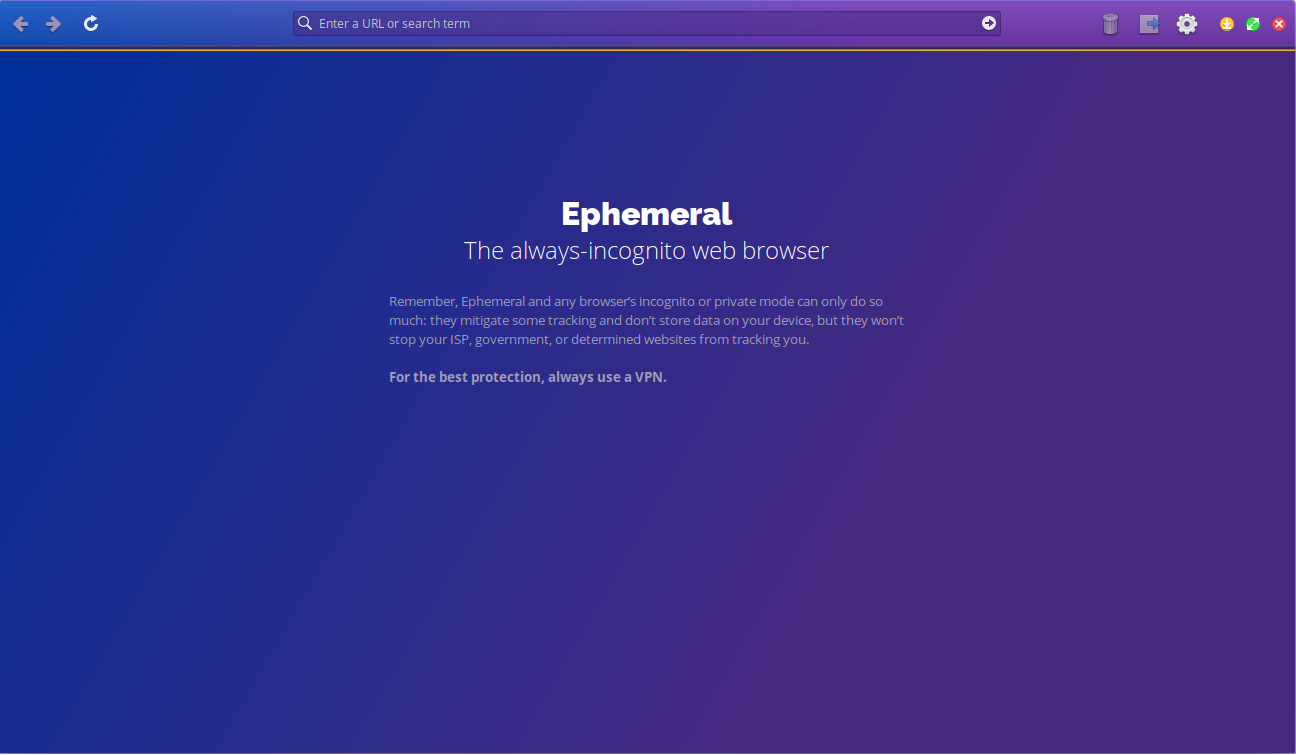 Enter a URL or search term
Ephemeral
The always-incognito web browser
Remember, Ephemeral and any browser’s incognito or private mode can only do so
much: they mitigate some tracking and don’t store data on your device, but they won’t
stop your ISP, government, or determined websites from tracking you.
For the best protection, always use a VPN.